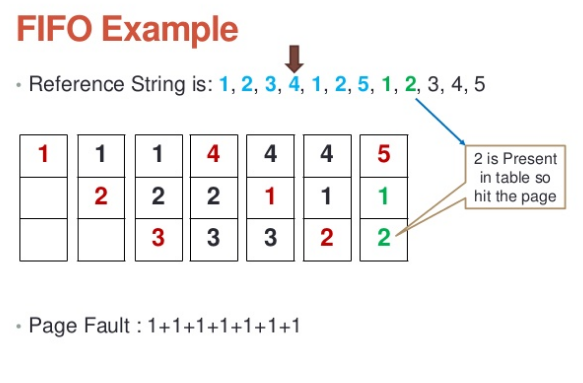 FIFO Example
• Reference String is: 1, 2, 3, 4, 1, 2, 5, 1, 2, 3, 4, 5
1 1 1 4 4 4 5
2 2 2 1 1 1
3 3 3 2 2
2 is Present
in table so
hit the page
• Page Fault : 1+1+1+1+1+1+1